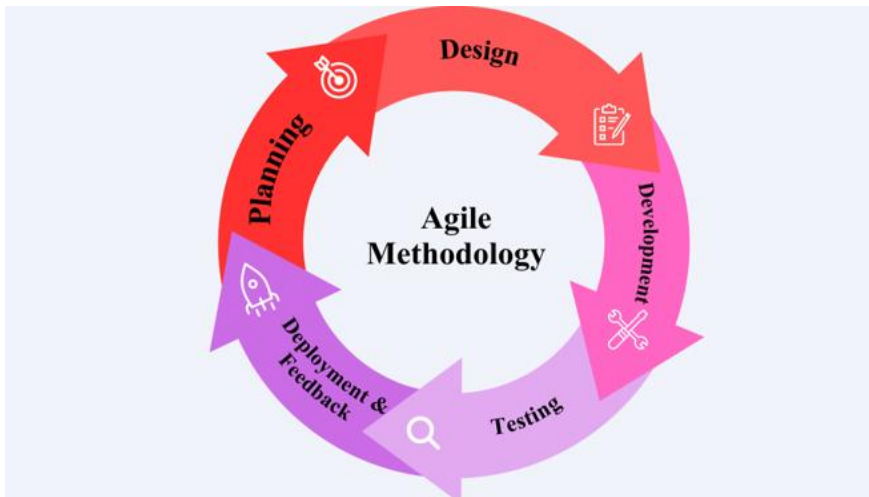 Design
Planning
Development
Agile
Methodology
Deployment &
Feedback
Testing